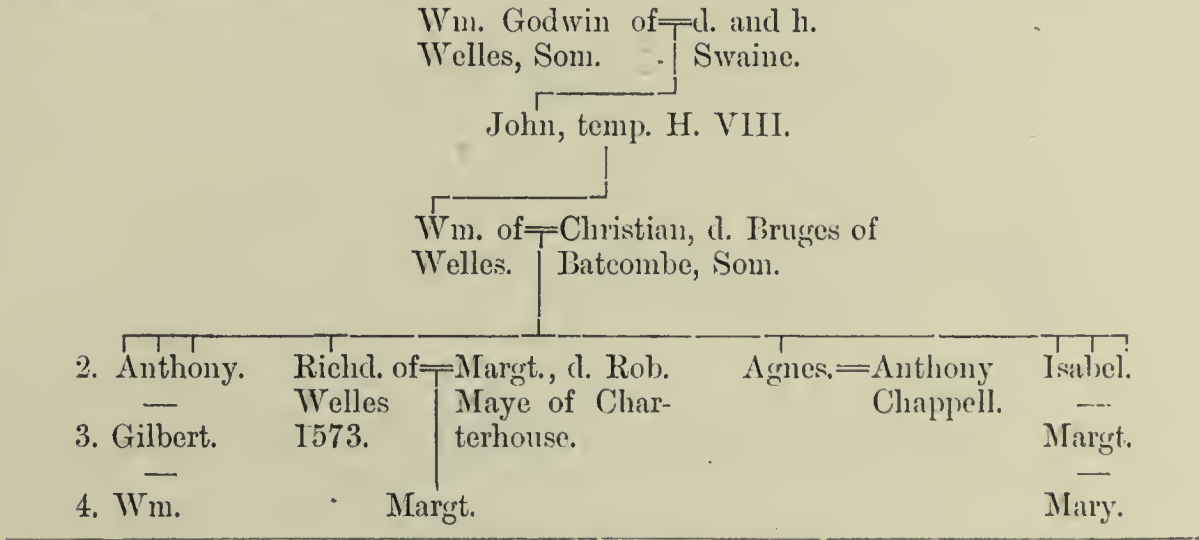 Wm. Godwin of=d. and h.
Welles, Som. Swaine.
John, temp. H. VIII.
Wm. of=Christian, d. Bruges of
Welles. Batcombe, Som.
2. Anthony. Richd. of=Margt., d. Rob. Agnes.=Anthony Isabel.
— Welles Maye of Char- Chappell. —
3. Gilbert. 1573. terhouse. Margt.
— —
4. Wm. Margt. Mary.